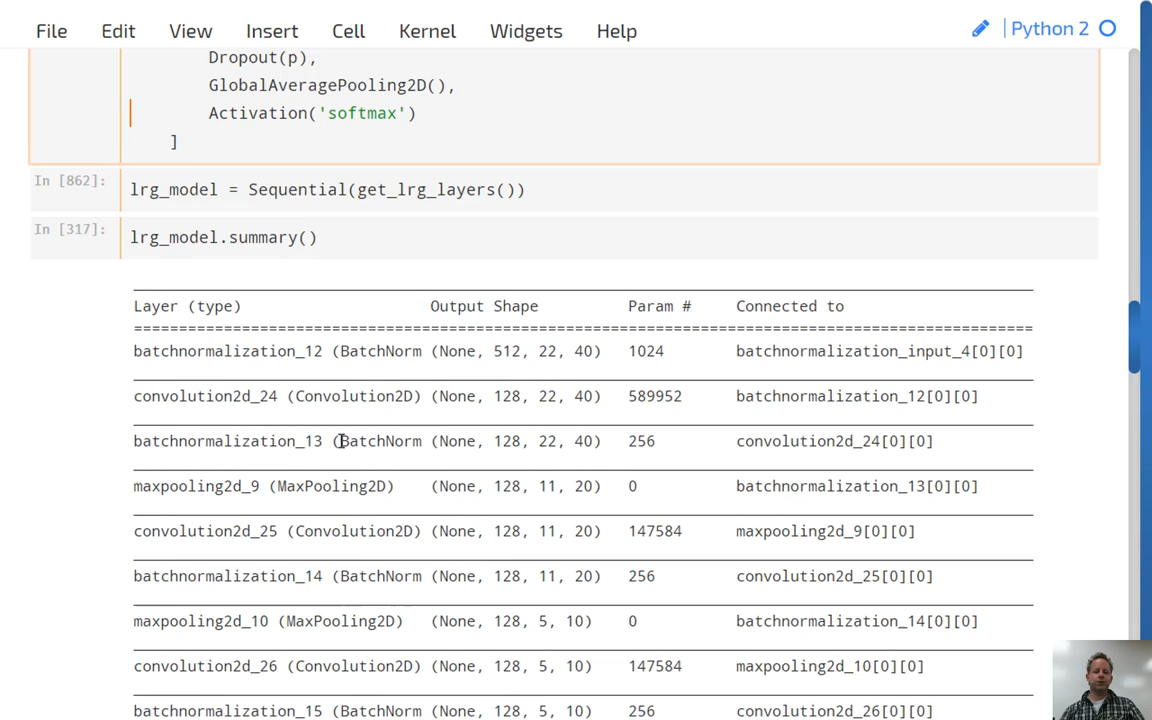 File Edit View Insert Cell Kernel Widgets Help Python 2
Dropout(p),
GlobalAveragePooling2D(),
Activation('softmax')
]
In [862]: lrg_model = Sequential(get_lrg_layers())
In [317]: lrg_model.summary()
Layer (type) Output Shape Param # Connected to
====================================================================================================
batchnormalization_12 (BatchNorm (None, 512, 22, 40) 1024 batchnormalization_input_4[0][0]
convolution2d_24 (Convolution2D) (None, 128, 22, 40) 589952 batchnormalization_12[0][0]
batchnormalization_13 (BatchNorm (None, 128, 22, 40) 256 convolution2d_24[0][0]
maxpooling2d_9 (MaxPooling2D) (None, 128, 11, 20) 0 batchnormalization_13[0][0]
convolution2d_25 (Convolution2D) (None, 128, 11, 20) 147584 maxpooling2d_9[0][0]
batchnormalization_14 (BatchNorm (None, 128, 11, 20) 256 convolution2d_25[0][0]
maxpooling2d_10 (MaxPooling2D) (None, 128, 5, 10) 0 batchnormalization_14[0][0]
convolution2d_26 (Convolution2D) (None, 128, 5, 10) 147584 maxpooling2d_10[0][0]
batchnormalization_15 (BatchNorm (None, 128, 5, 10) 256 convolution2d_26[0][0]